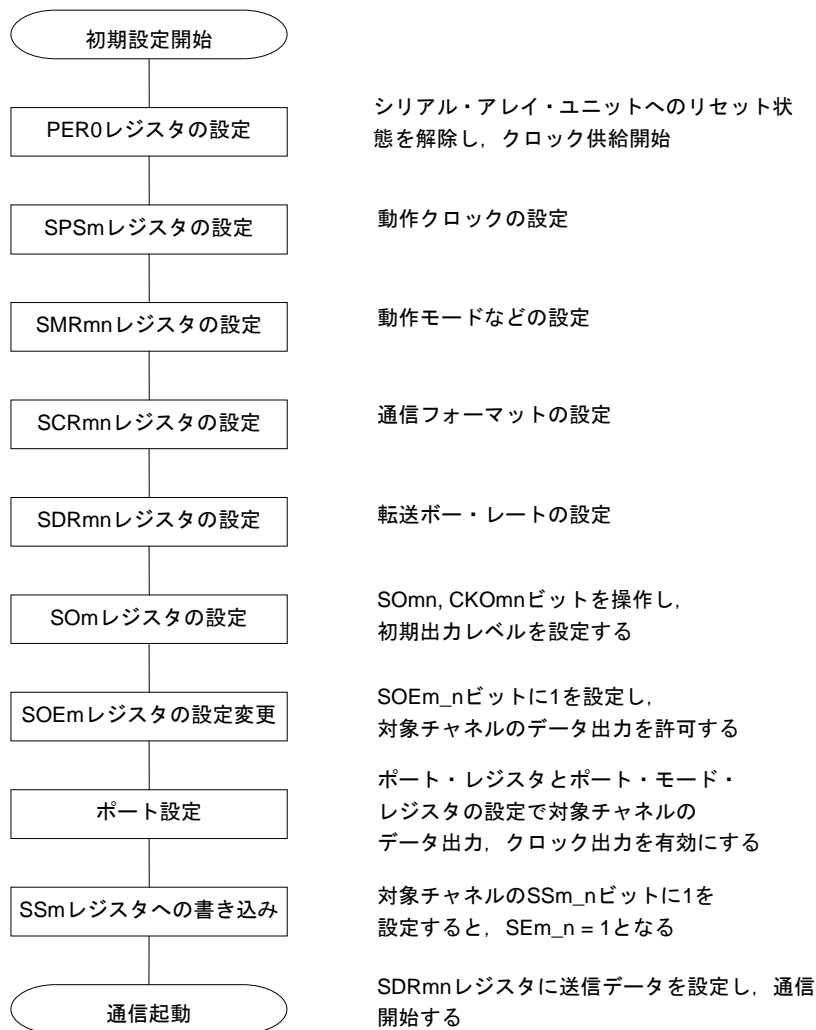 初期設定開始
PER0レジスタの設定
シリアル・アレイ・ユニットへのリセット状
態を解除し，クロック供給開始
SPSmレジスタの設定
動作クロックの設定
SMRmnレジスタの設定
動作モードなどの設定
SCRmnレジスタの設定
通信フォーマットの設定
SDRmnレジスタの設定
転送ボー・レートの設定
SOmレジスタの設定
SOmn, CKOmnビットを操作し，
初期出力レベルを設定する
SOEmレジスタの設定変更
SOEm_nビットに1を設定し，
対象チャネルのデータ出力を許可する
ポート設定
ポート・レジスタとポート・モード・
レジスタの設定で対象チャネルの
データ出力，クロック出力を有効にする
SSmレジスタへの書き込み
対象チャネルのSSm_nビットに1を
設定すると，SEm_n = 1となる
通信起動
SDRmnレジスタに送信データを設定し，通信
開始する